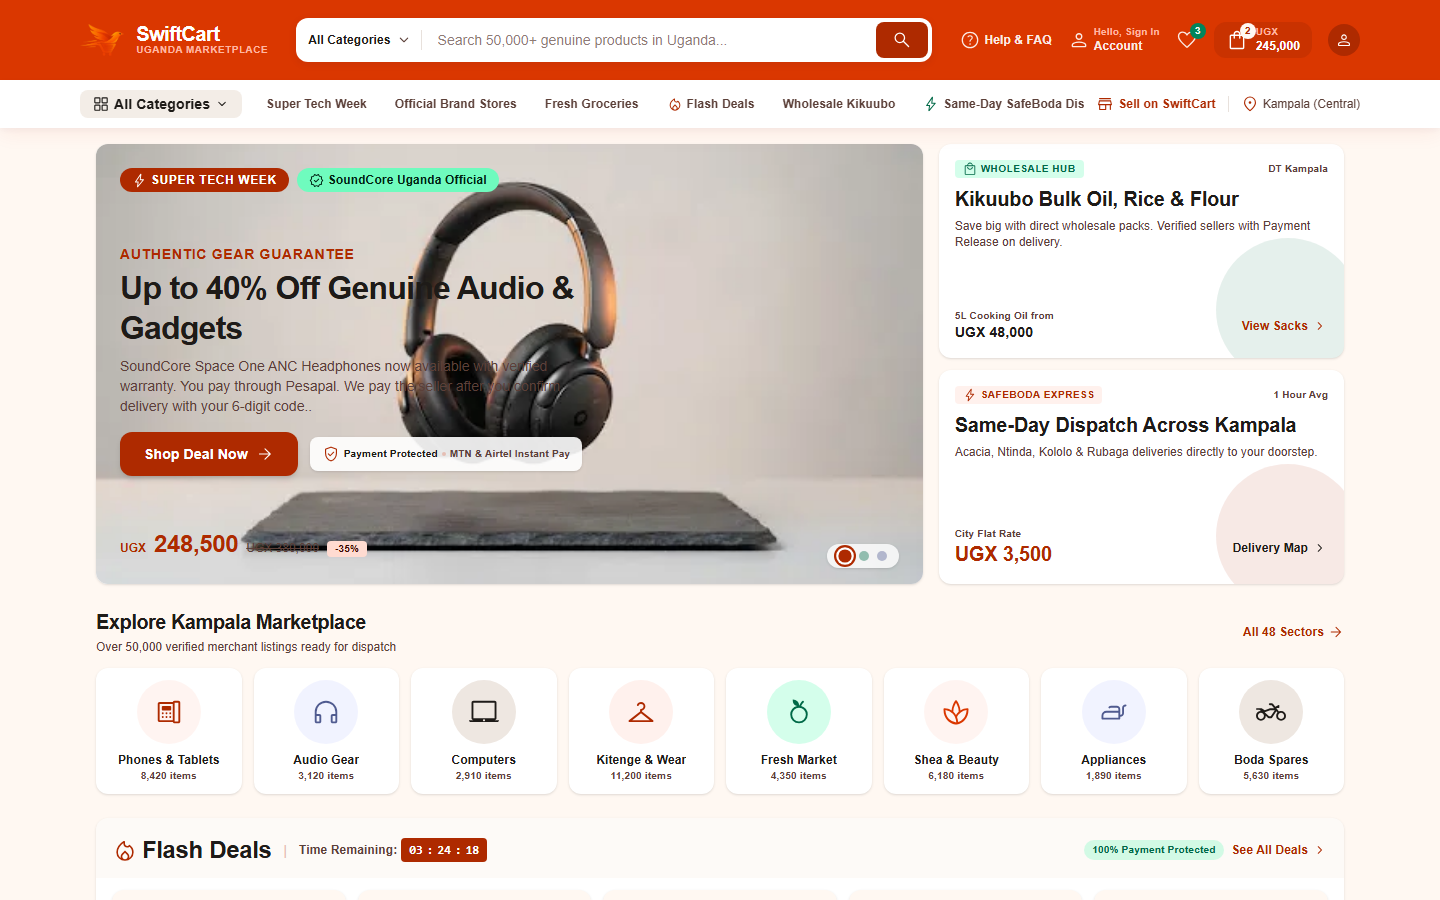 SwiftCart
UGANDA MARKETPLACE
All Categories
Search 50,000+ genuine products in Uganda...
Help & FAQ
Hello, Sign In
Account
3
2
UGX
245,000
All Categories
Super Tech Week
Official Brand Stores
Fresh Groceries
Flash Deals
Wholesale Kikuubo
Same-Day SafeBoda Dis
Sell on SwiftCart
Kampala (Central)
SUPER TECH WEEK
SoundCore Uganda Official
AUTHENTIC GEAR GUARANTEE
Up to 40% Off Genuine Audio &
Gadgets
SoundCore Space One ANC Headphones now available with verified
warranty. You pay through Pesapal. We pay the seller after you confirm
delivery with your 6-digit code..
Shop Deal Now
Payment Protected • MTN & Airtel Instant Pay
UGX 248,500
-35%
WHOLESALE HUB
DT Kampala
Kikuubo Bulk Oil, Rice & Flour
Save big with direct wholesale packs. Verified sellers with Payment
Release on delivery.
5L Cooking Oil from
UGX 48,000
View Sacks
SAFEBODA EXPRESS
1 Hour Avg
Same-Day Dispatch Across Kampala
Acacia, Ntinda, Kololo & Rubaga deliveries directly to your doorstep.
City Flat Rate
UGX 3,500
Delivery Map
Explore Kampala Marketplace
Over 50,000 verified merchant listings ready for dispatch
All 48 Sectors
Phones & Tablets
8,420 items
Audio Gear
3,120 items
Computers
2,910 items
Kitenge & Wear
11,200 items
Fresh Market
4,350 items
Shea & Beauty
6,180 items
Appliances
1,890 items
Boda Spares
5,630 items
Flash Deals
Time Remaining: 03 : 24 : 18
100% Payment Protected
See All Deals